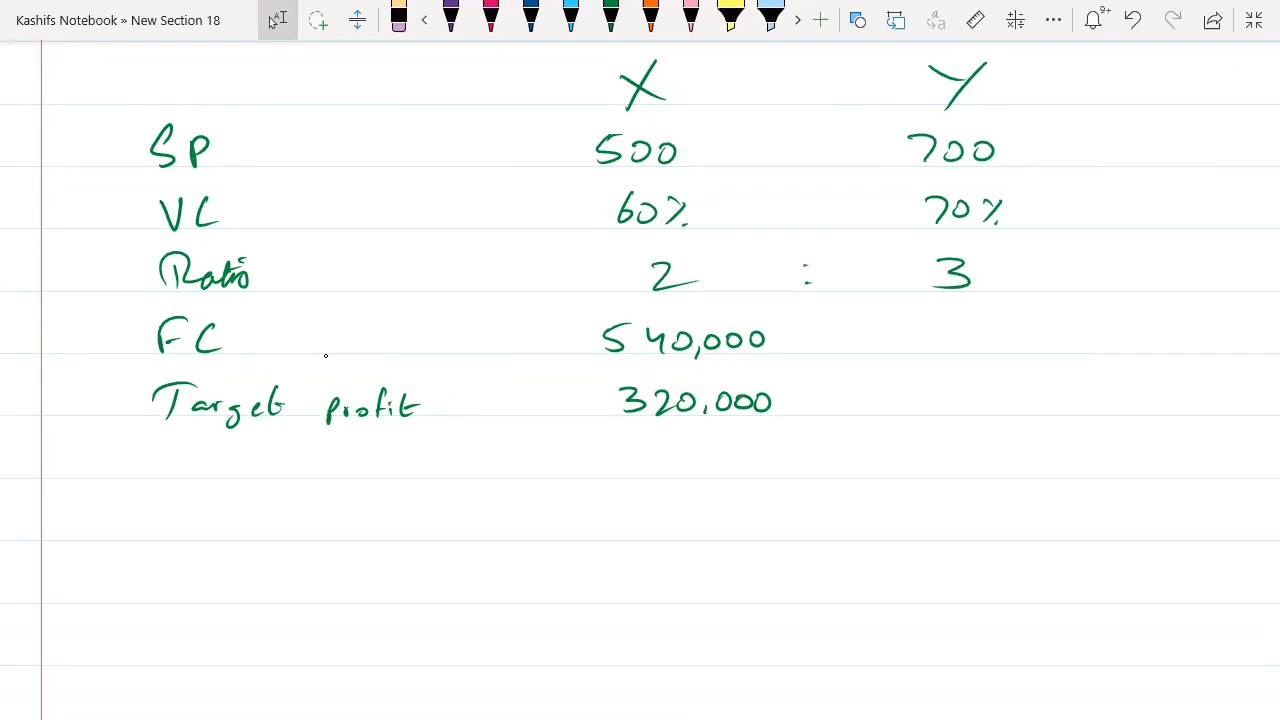 Kashifs Notebook » New Section 18
9+
X Y
SP 500 700
VC 60% 70%
Ratio 2 : 3
FC 540,000
Target profit 320,000